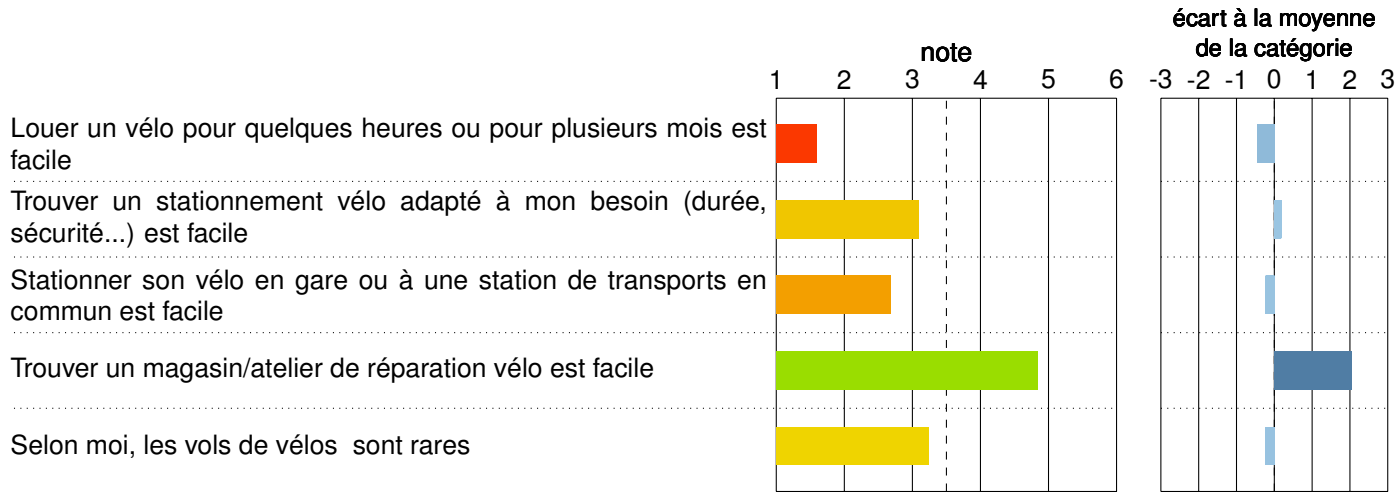 écart à la moyenne
note de la catégorie
1 2 3 4 5 6 -3 -2 -1 0 1 2 3
Louer un vélo pour quelques heures ou pour plusieurs mois est
facile
Trouver un stationnement vélo adapté à mon besoin (durée,
sécurité...) est facile
Stationner son vélo en gare ou à une station de transports en
commun est facile
Trouver un magasin/atelier de réparation vélo est facile
Selon moi, les vols de vélos sont rares